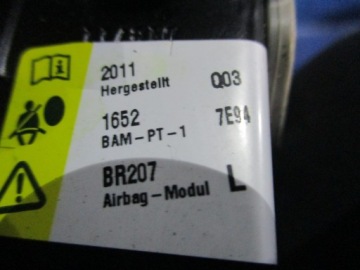 2011 Q03
Hergestellt
1652 7E94
BAM-PT-1
BR207 L
Airbag-Modul